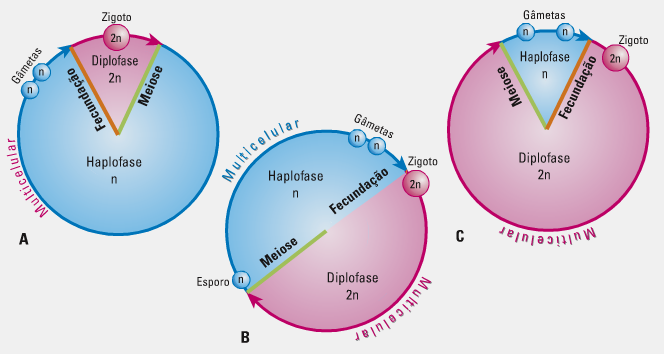 Zigoto
2n
Gâmetas
n
n
Diplofase
2n
Fecundação
Meiose
Haplofase
n
Multicelular
A
Multicelular
Gâmetas
n
n
Zigoto
2n
Haplofase
n
Fecundação
Meiose
Esporo
n
Diplofase
2n
Multicelular
B
Gâmetas
n
n
Zigoto
2n
Haplofase
n
Meiose
Fecundação
Diplofase
2n
Multicelular
C